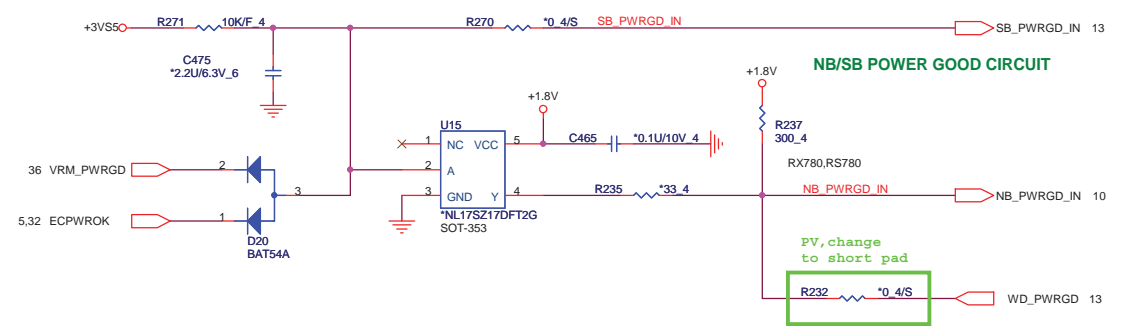 +3VS5
R271
10K/F_4
R270
*0_4/S
SB_PWRGD_IN
SB_PWRGD_IN 13
C475
*2.2U/6.3V_6
NB/SB POWER GOOD CIRCUIT
+1.8V
+1.8V
R237
300_4
U15
1 NC VCC 5
C465
*0.1U/10V_4
RX780,RS780
36 VRM_PWRGD
2
2 A
3
3 GND Y 4
R235
*33_4
NB_PWRGD_IN
NB_PWRGD_IN 10
*NL17SZ17DFT2G
SOT-353
5,32 ECPWROK
1
D20
BAT54A
PV,change
to short pad
R232
*0_4/S
WD_PWRGD 13